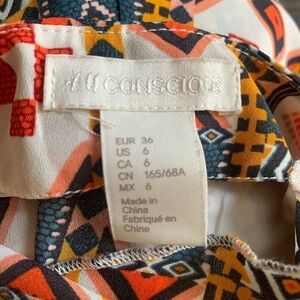 H&M CONSCIOUS
EUR 36
US 6
CA 6
CN 165/68A
MX 6
Made in
China
Fabriqué en
Chine